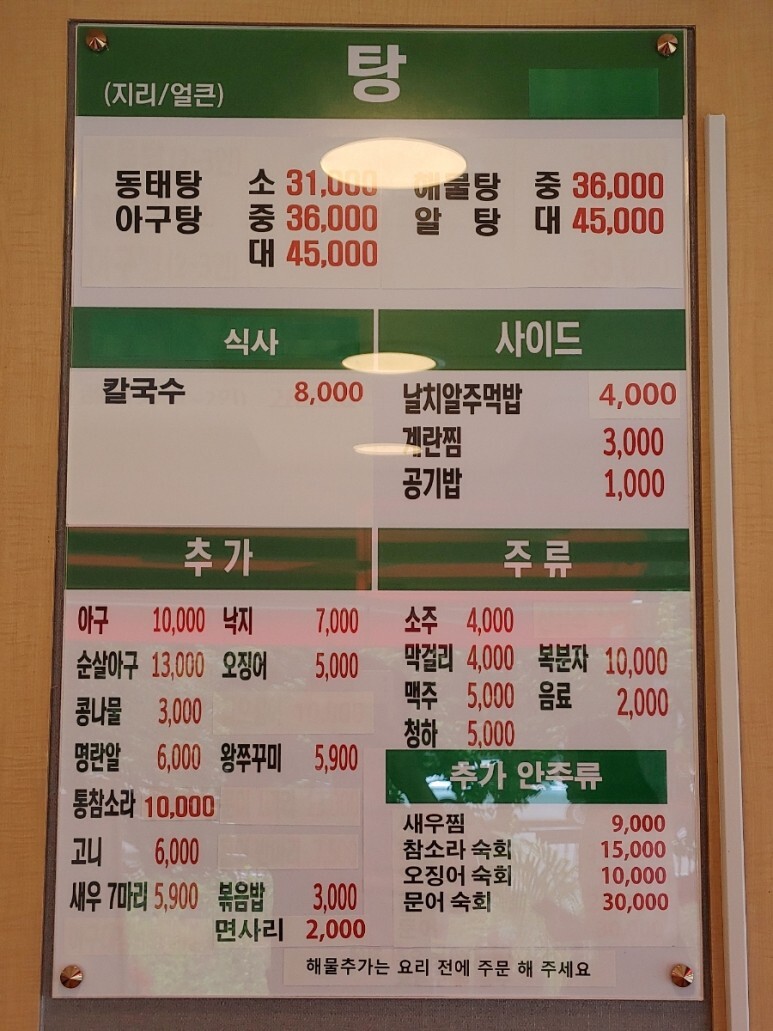 탕
(지리/얼큰)
동태탕 소 31,000 해물탕 중 36,000
아구탕 중 36,000 알 탕 대 45,000
대 45,000
식사
칼국수 8,000
사이드
날치알주먹밥 4,000
계란찜 3,000
공기밥 1,000
추가
아구 10,000 낙지 7,000
순살아구 13,000 오징어 5,000
콩나물 3,000
명란알 6,000 왕쭈꾸미 5,900
통참소라 10,000
고니 6,000
새우 7마리 5,900 볶음밥 3,000
면사리 2,000
주류
소주 4,000
막걸리 4,000 복분자 10,000
맥주 5,000 음료 2,000
청하 5,000
추가 안주류
새우찜 9,000
참소라 숙회 15,000
오징어 숙회 10,000
문어 숙회 30,000
해물추가는 요리 전에 주문 해 주세요